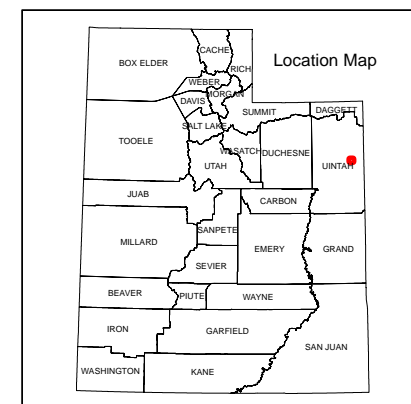 Location Map
CACHE
BOX ELDER
RICH
WEBER
MORGAN
DAVIS
SUMMIT
DAGGETT
SALT LAKE
TOOELE
WASATCH
DUCHESNE
UTAH
UINTAH
JUAB
CARBON
SANPETE
MILLARD
EMERY
GRAND
SEVIER
BEAVER
PIUTE
WAYNE
IRON
GARFIELD
SAN JUAN
WASHINGTON
KANE